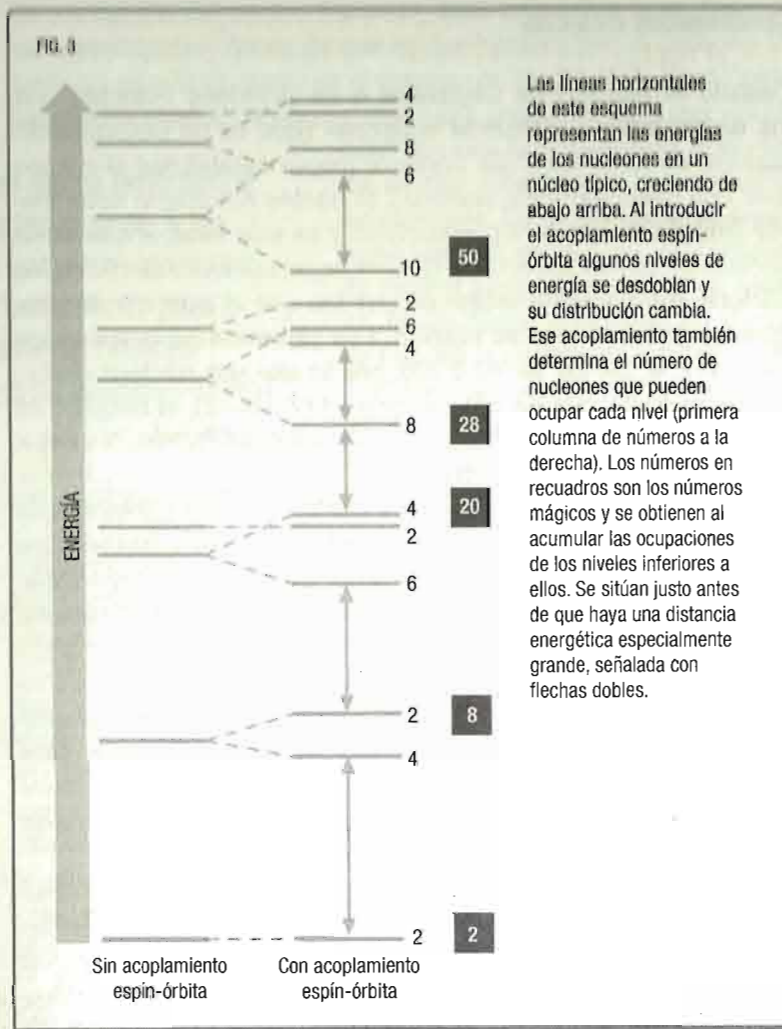 FIG. 3
4
2
8
6
10
50
2
6
4
8
28
4
20
2
6
2
8
4
2
2
ENERGÍA
Sin acoplamiento
espín-órbita
Con acoplamiento
espín-órbita
Las líneas horizontales
de este esquema
representan las energías
de los nucleones en un
núcleo típico, creciendo de
abajo arriba. Al introducir
el acoplamiento espín-
órbita algunos niveles de
energía se desdoblan y
su distribución cambia.
Ese acoplamiento también
determina el número de
nucleones que pueden
ocupar cada nivel (primera
columna de números a la
derecha). Los números en
recuadros son los números
mágicos y se obtienen al
acumular las ocupaciones
de los niveles inferiores a
ellos. Se sitúan justo antes
de que haya una distancia
energética especialmente
grande, señalada con
flechas dobles.